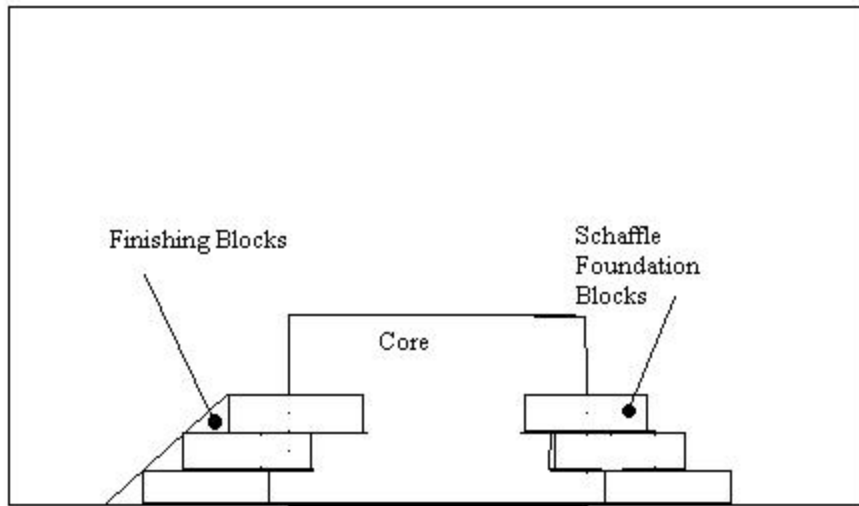 Finishing Blocks
Schaffle
Foundation
Blocks
Core